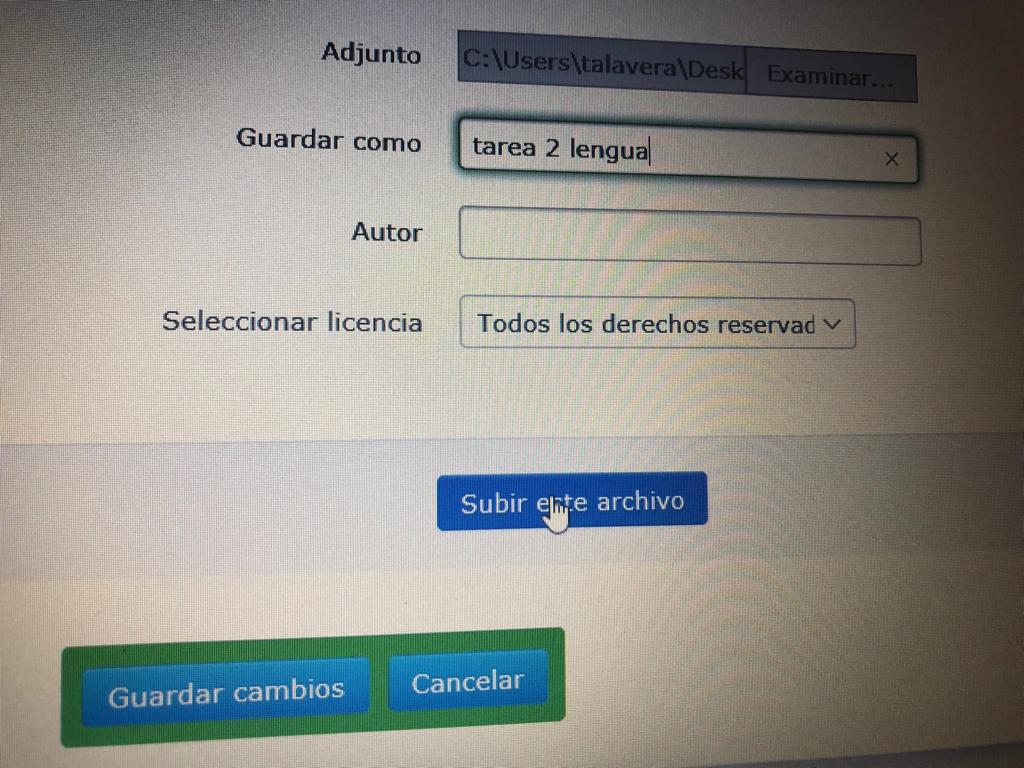 Adjunto C:\Users\talavera\Desk Examinar...
Guardar como tarea 2 lengua ×
Autor
Seleccionar licencia Todos los derechos reservad
Subir este archivo
Guardar cambios Cancelar